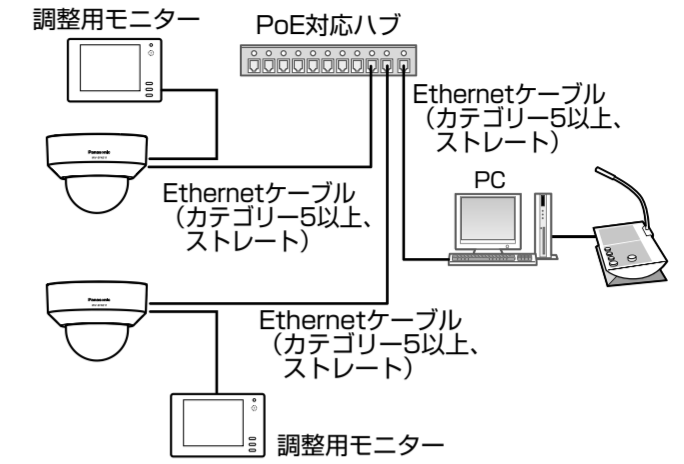 調整用モニター
PoE対応ハブ
Ethernetケーブル
（カテゴリー5以上、
ストレート）
Panasonic
PC
Ethernetケーブル
（カテゴリー5以上、
ストレート）
Panasonic
Ethernetケーブル
（カテゴリー5以上、
ストレート）
調整用モニター